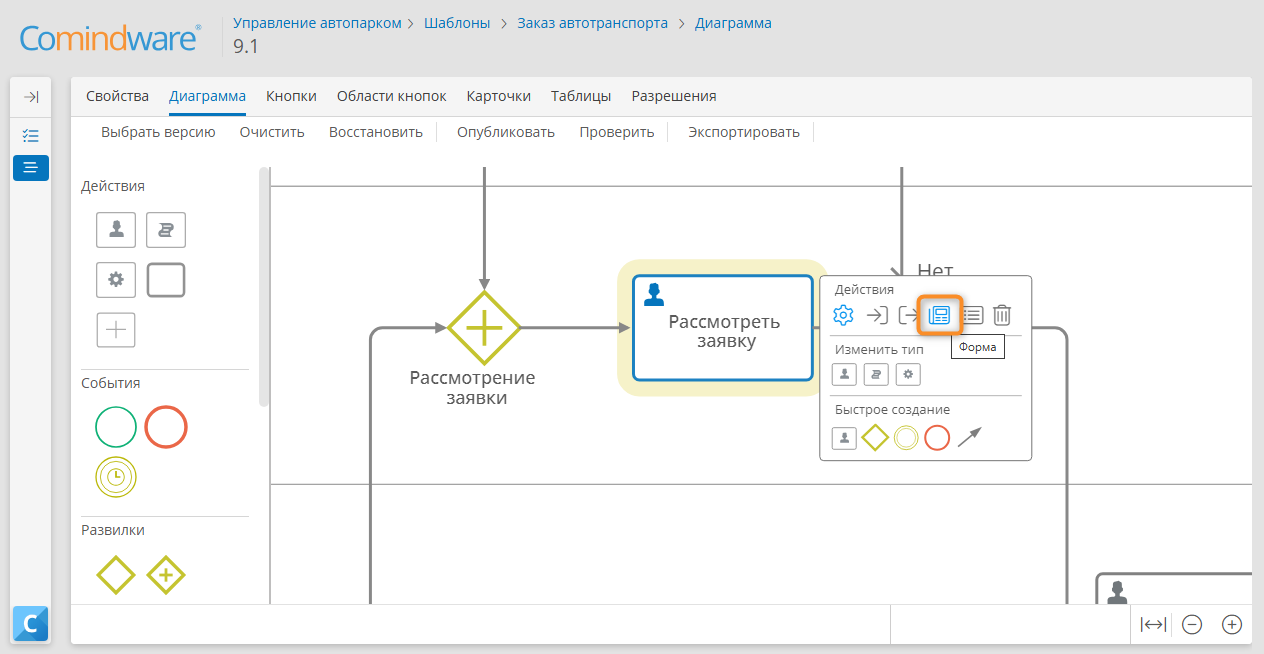 Comindware®
Управление автопарком > Шаблоны > Заказ автотранспорта > Диаграмма
9.1
Свойства Диаграмма Кнопки Области кнопок Карточки Таблицы Разрешения
Выбрать версию Очистить Восстановить Опубликовать Проверить Экспортировать
Действия
События
Развилки
Рассмотрение
заявки
Рассмотреть
заявку
Нет
Действия
Форма
Изменить тип
Быстрое создание
C